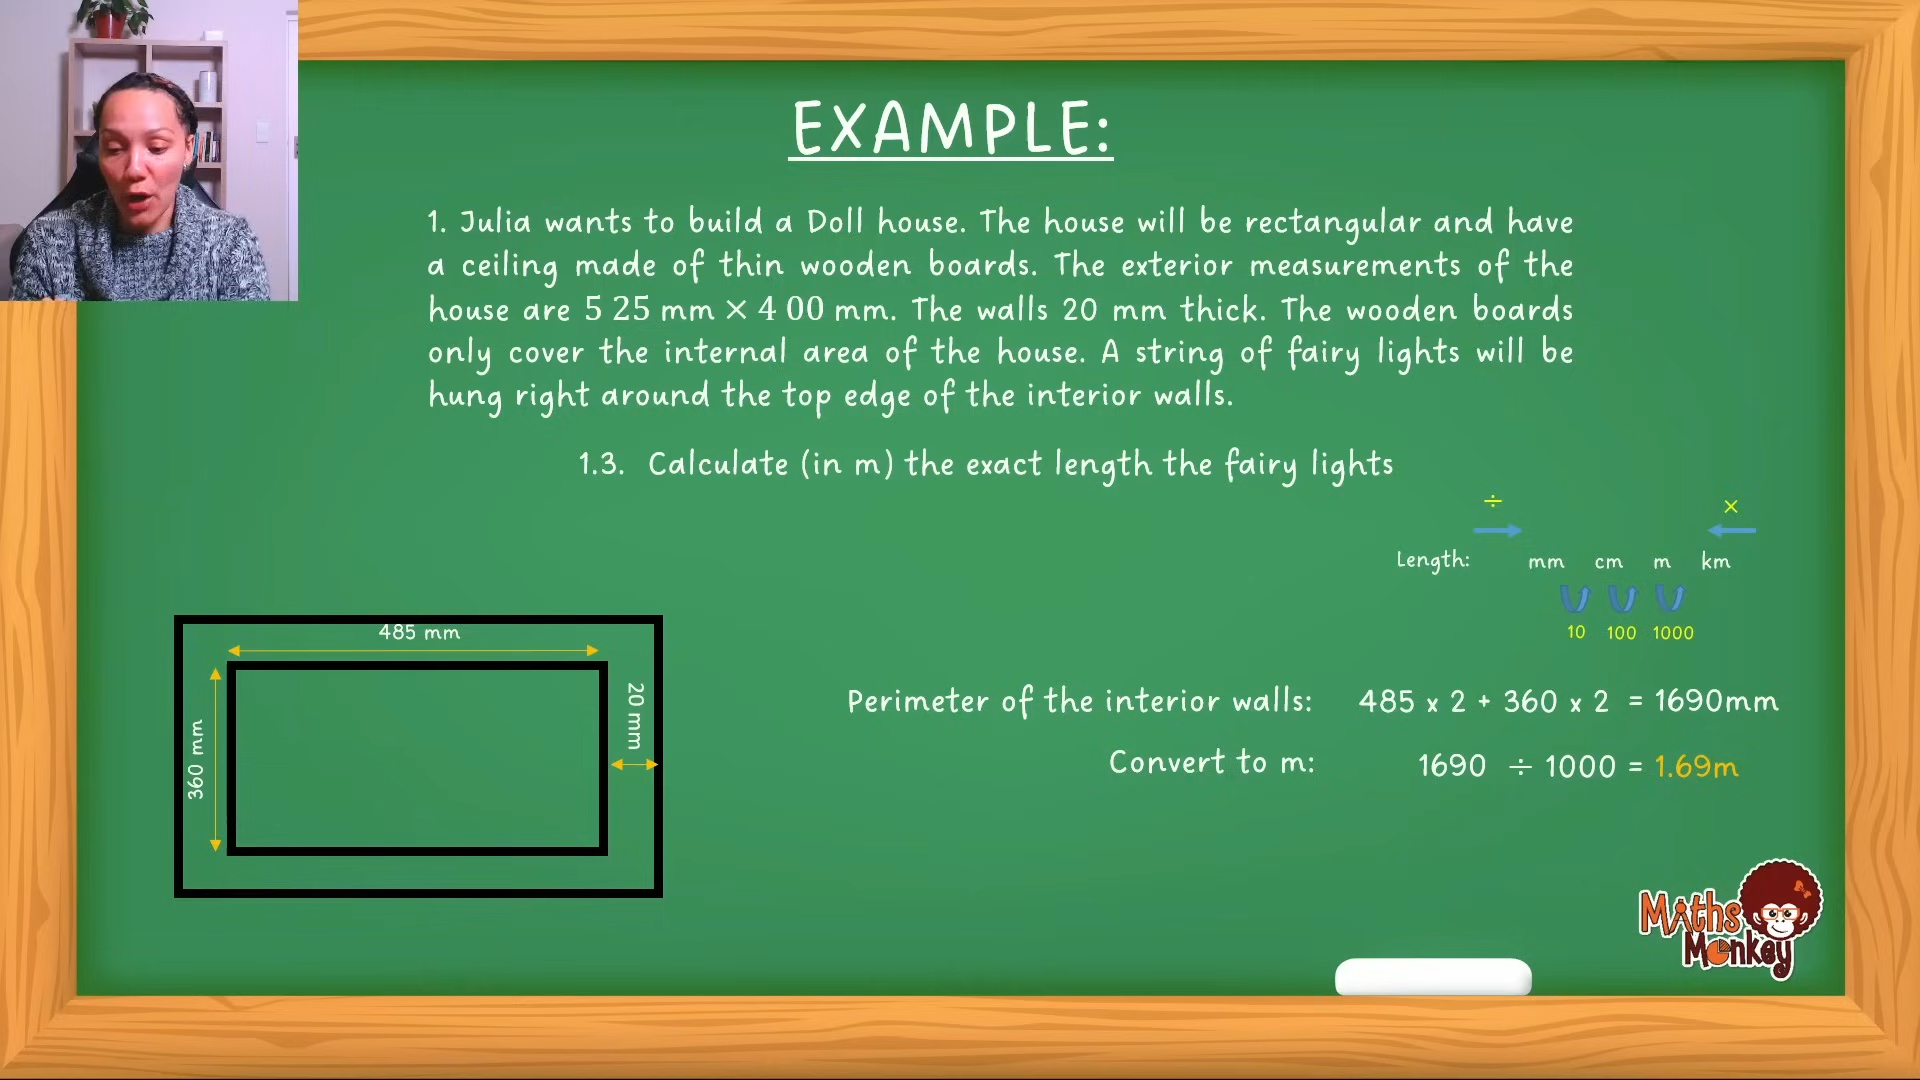 EXAMPLE:
1. Julia wants to build a Doll house. The house will be rectangular and have
a ceiling made of thin wooden boards. The exterior measurements of the
house are 5 25 mm × 4 00 mm. The walls 20 mm thick. The wooden boards
only cover the internal area of the house. A string of fairy lights will be
hung right around the top edge of the interior walls.
1.3. Calculate (in m) the exact length the fairy lights
÷ ×
Length: mm cm m km
10 100 1000
485 mm
360 mm
20 mm
Perimeter of the interior walls: 485 x 2 + 360 x 2 = 1690mm
Convert to m: 1690 ÷ 1000 = 1.69m
Maths
Monkey